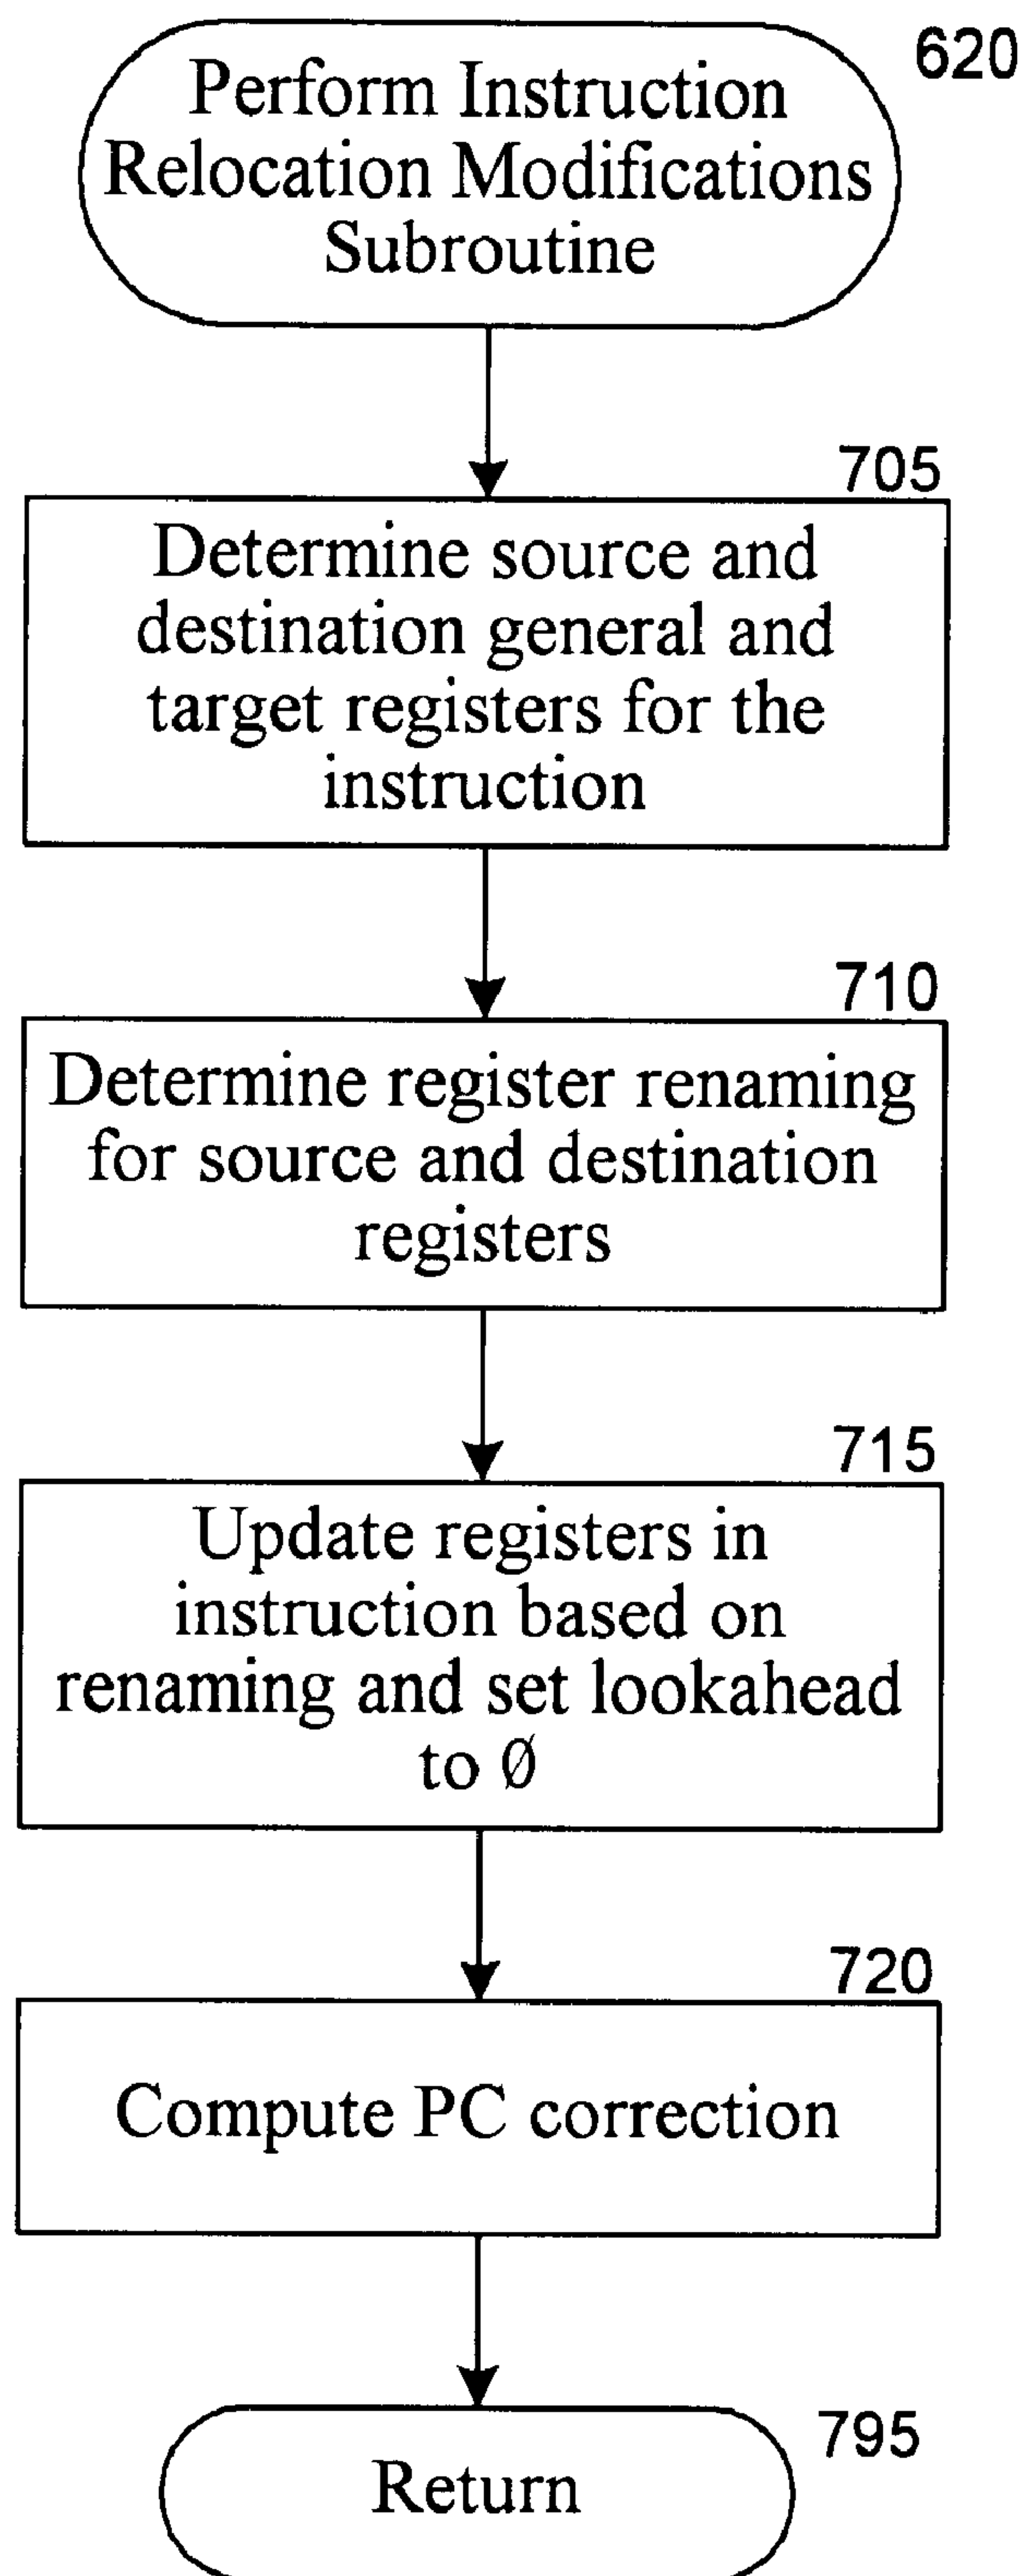 620
Perform Instruction
Relocation Modifications
Subroutine
705
Determine source and
destination general and
target registers for the
instruction
710
Determine register renaming
for source and destination
registers
715
Update registers in
instruction based on
renaming and set lookahead
to Ø
720
Compute PC correction
795
Return